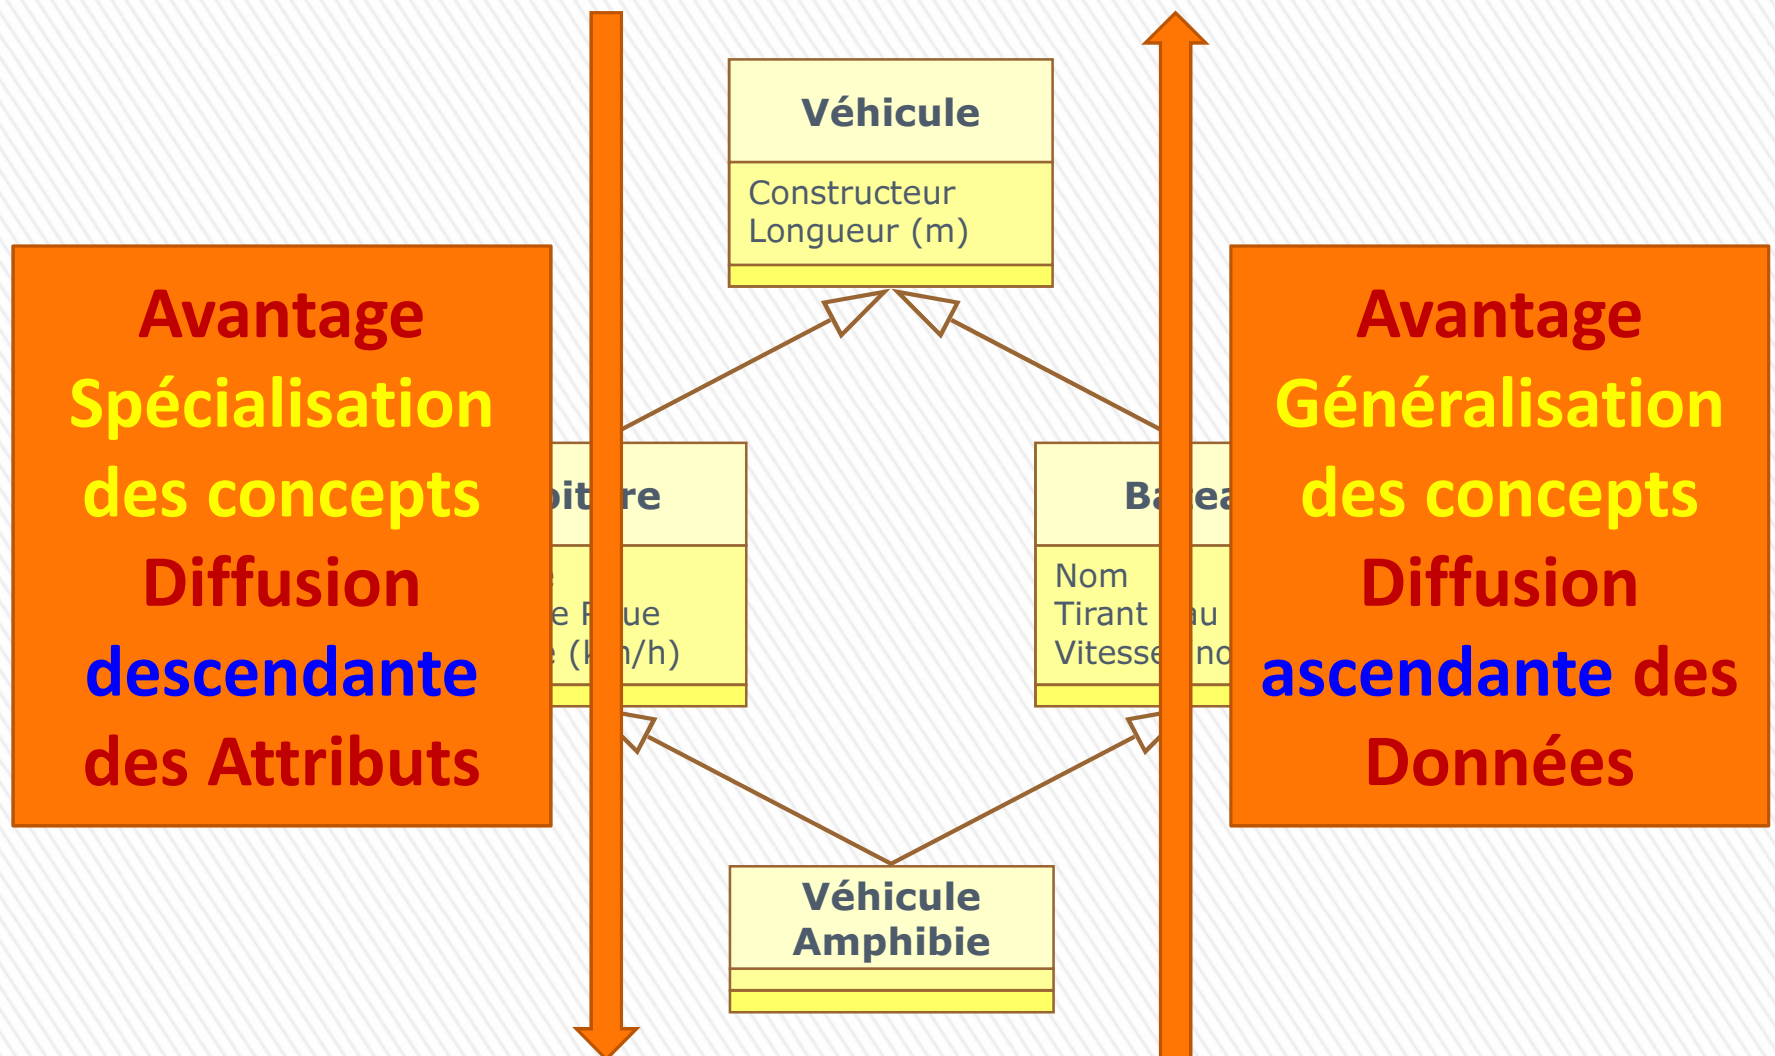 Véhicule
Constructeur
Longueur (m)
Avantage
Spécialisation
des concepts
Diffusion
descendante
des Attributs
Avantage
Généralisation
des concepts
Diffusion
ascendante des
Données
Nom
Tirant
Vitesse
(km/h)
Véhicule
Amphibie